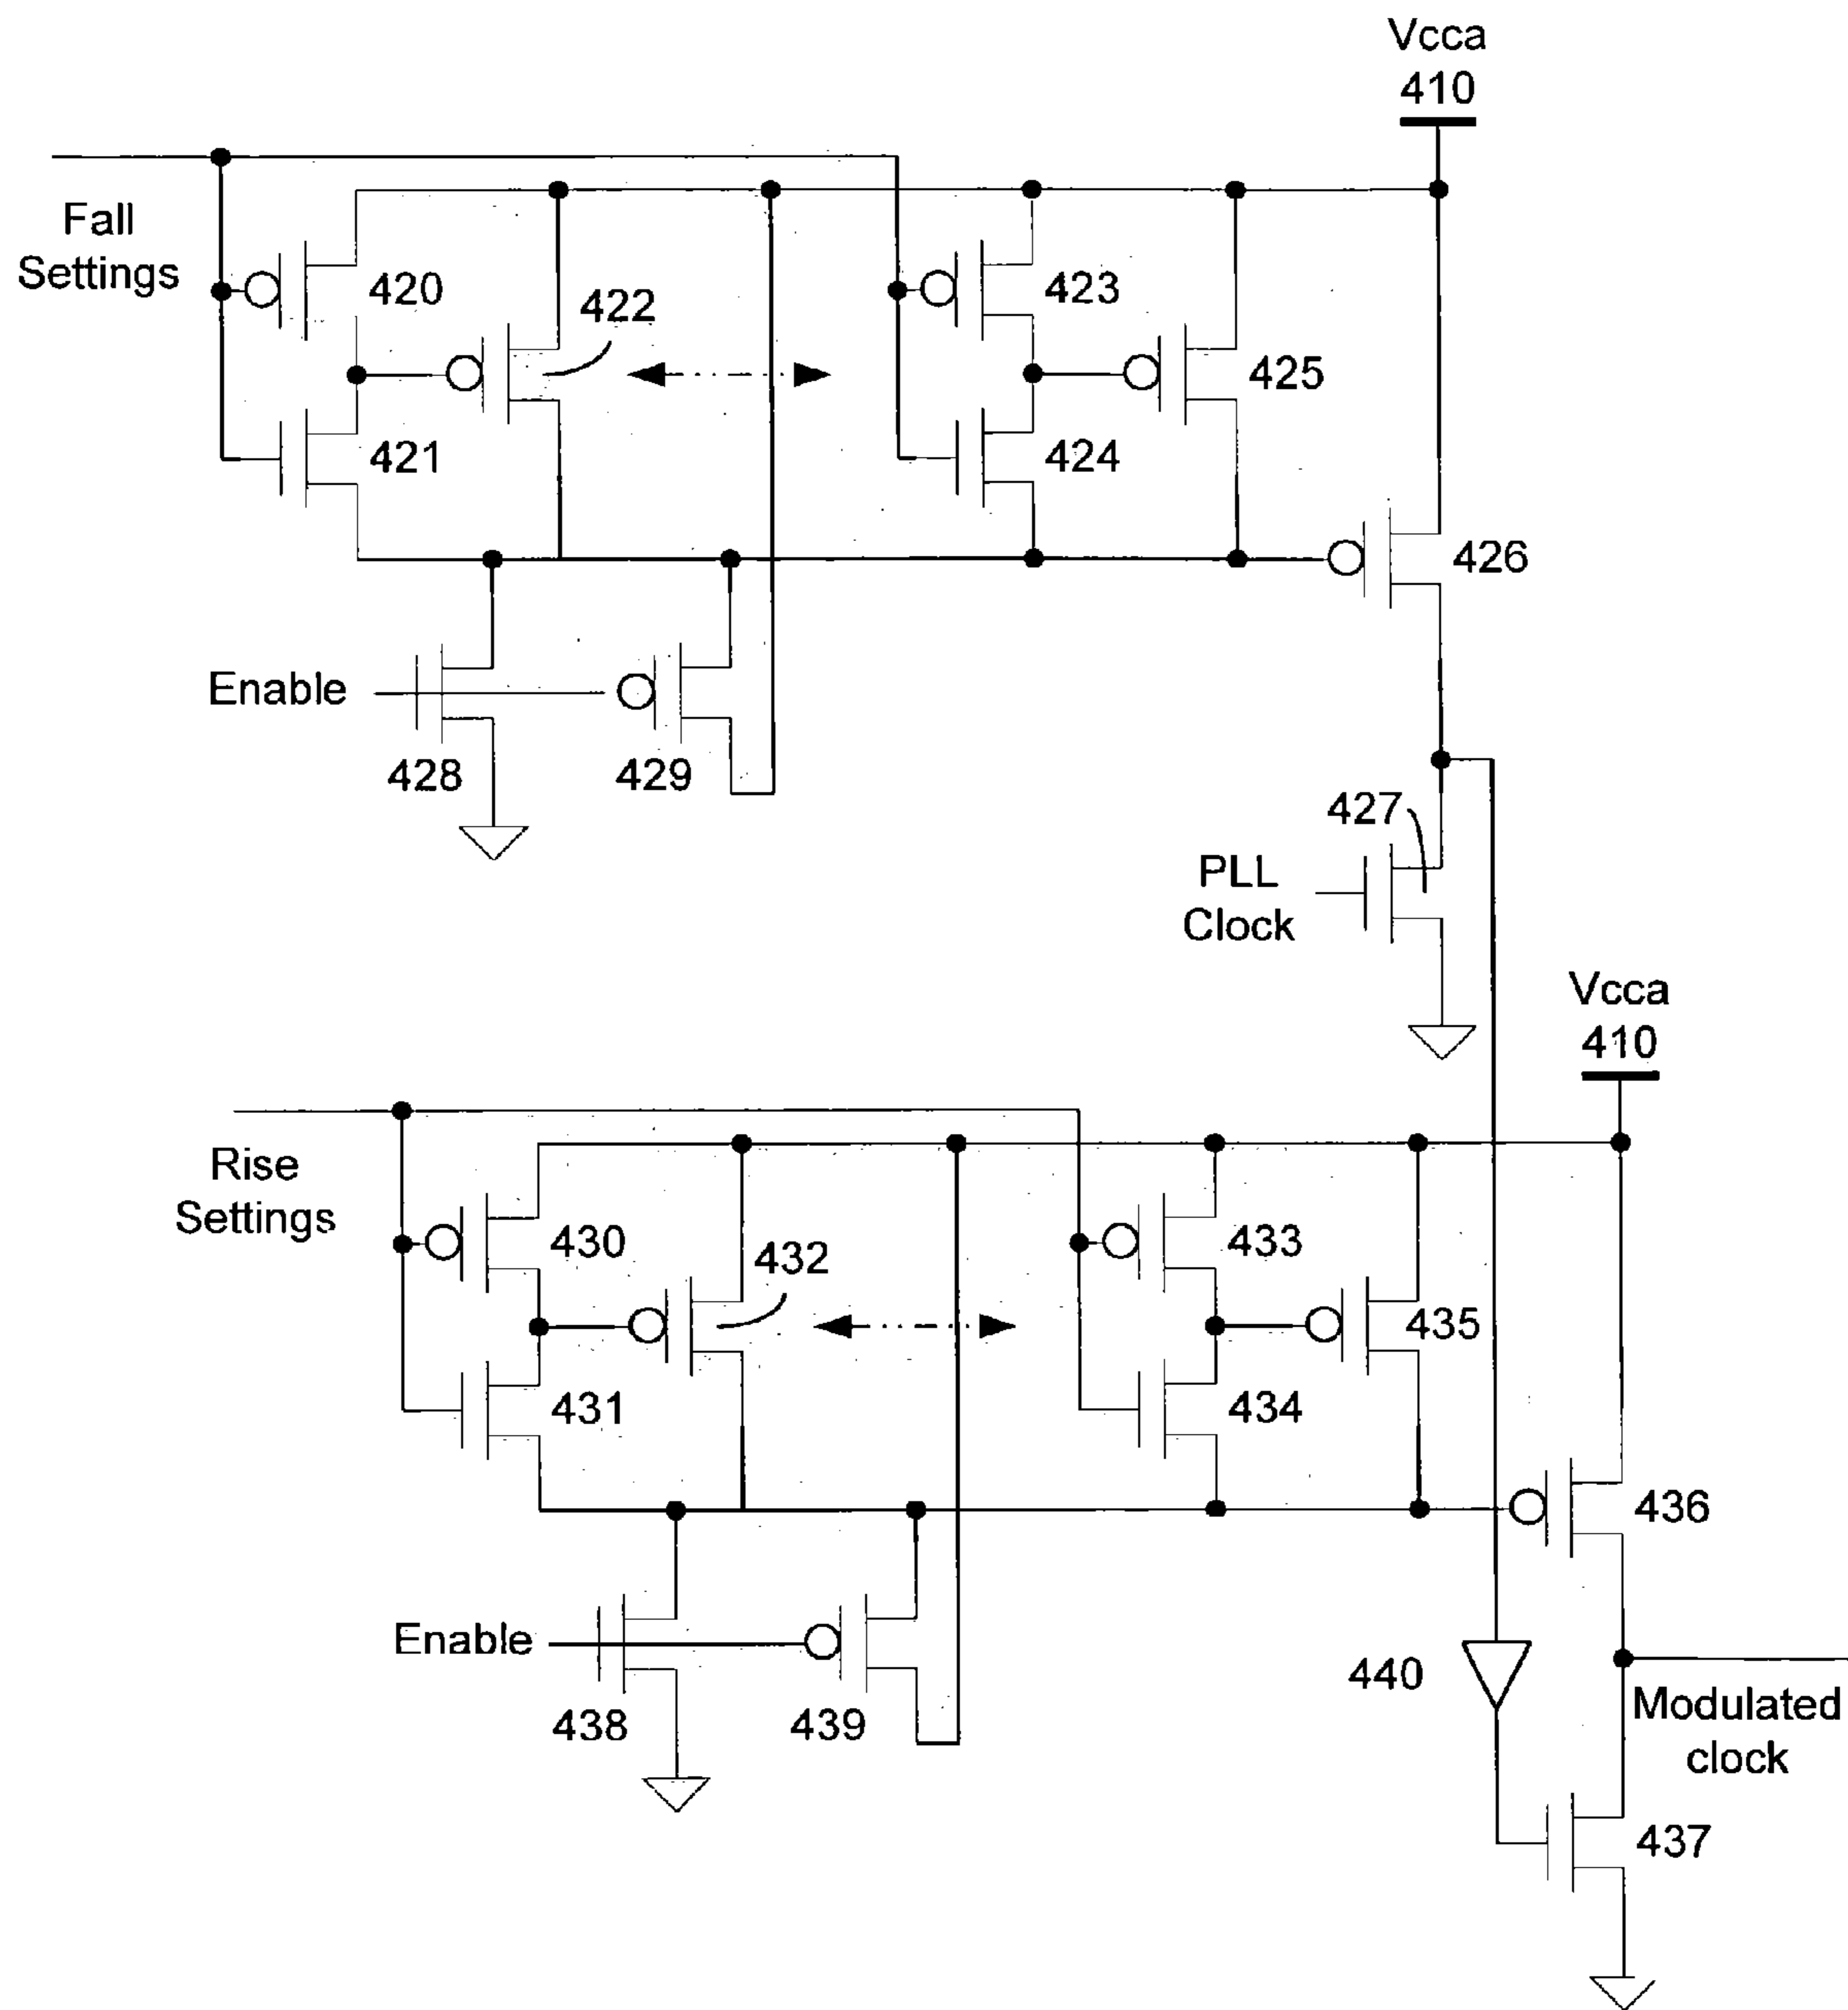 Vcca
410
Fall
Settings
420
422
423
425
421
424
426
Enable
428
429
427
PLL
Clock
Vcca
410
Rise
Settings
430
432
433
435
431
434
436
Enable
438
439
440
Modulated
clock
437